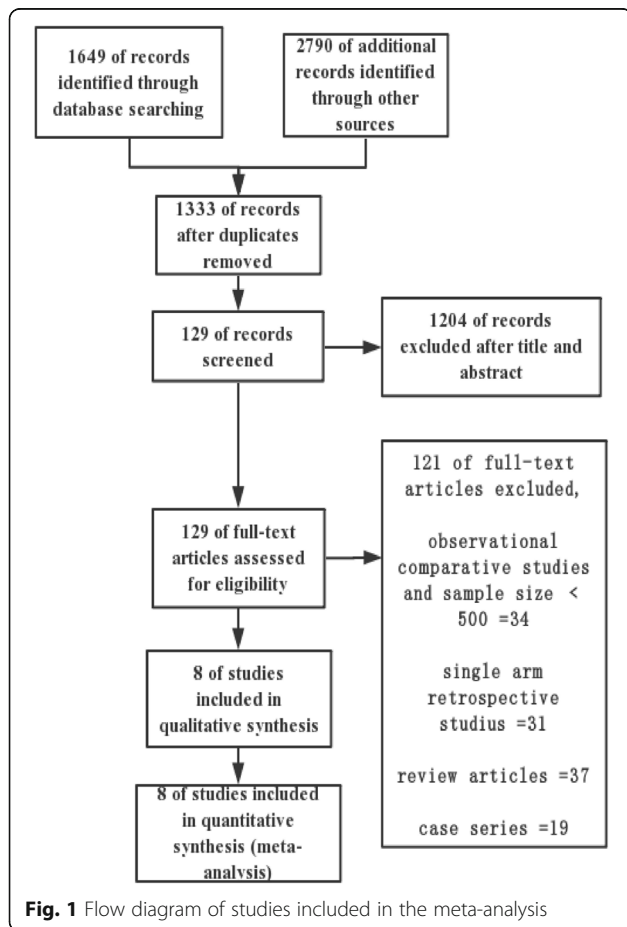 1649 of records
identified through
database searching
2790 of additional
records identified
through other
sources
1333 of records
after duplicates
removed
129 of records
screened
1204 of records
excluded after title and
abstract
129 of full-text
articles assessed
for eligibility
121 of full-text
articles excluded,
observational
comparative studies
and sample size <
500 =34
single arm
retrospective
studius =31
review articles =37
case series =19
8 of studies
included in
qualitative synthesis
8 of studies included
in quantitative
synthesis (meta-
analysis)
Fig. 1 Flow diagram of studies included in the meta-analysis